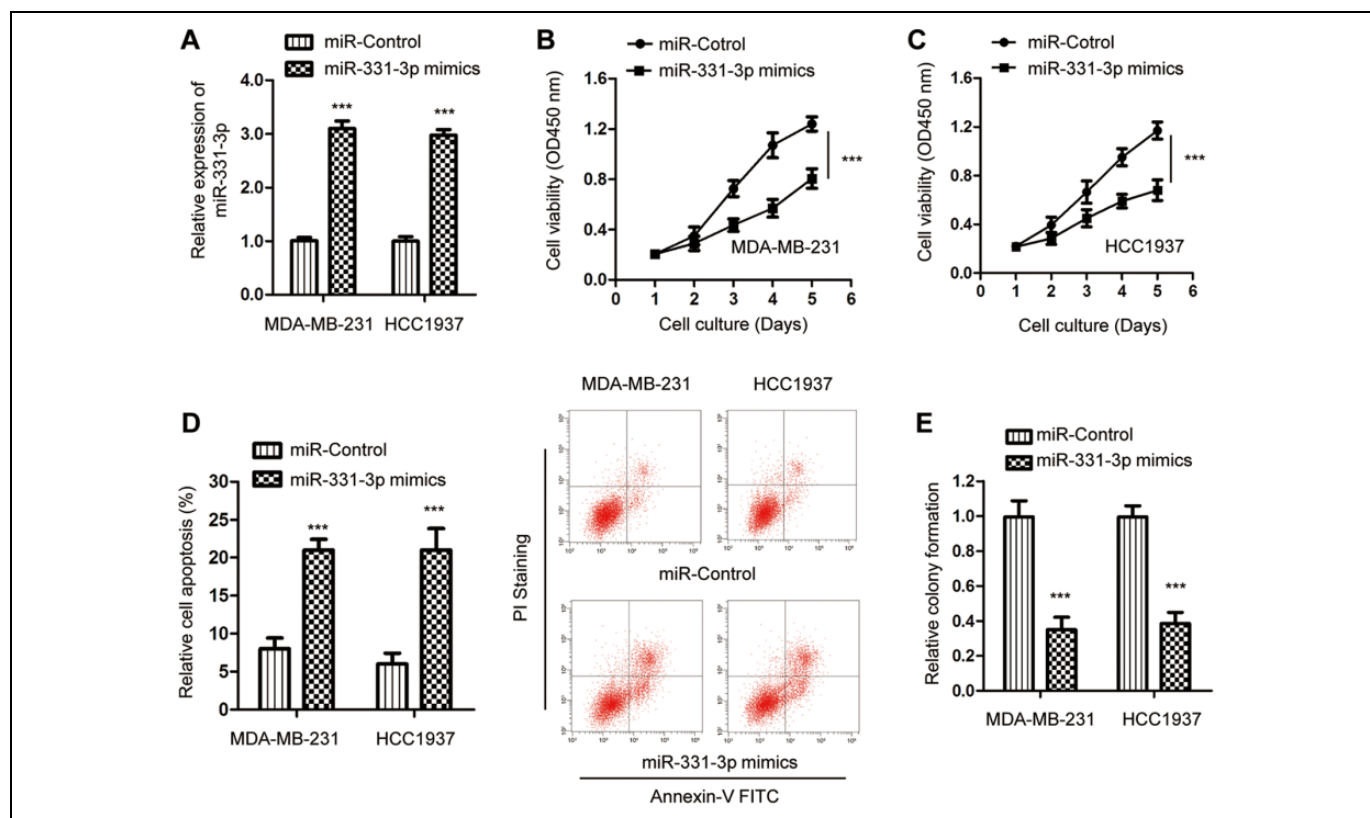 A
miR-Control
miR-331-3p mimics
Relative expression of
miR-331-3p
4.0
3.0
2.0
1.0
0.0
***
***
MDA-MB-231 HCC1937
B
miR-Cotrol
miR-331-3p mimics
Cell viability (OD450 nm)
1.6
1.2
0.8
0.4
0.0
***
MDA-MB-231
0 1 2 3 4 5 6
Cell culture (Days)
C
miR-Control
miR-331-3p mimics
Cell viability (OD450 nm)
1.6
1.2
0.8
0.4
0.0
***
HCC1937
0 1 2 3 4 5 6
Cell culture (Days)
D
miR-Control
miR-331-3p mimics
Relative cell apoptosis (%)
30
25
20
15
10
5
0
***
***
MDA-MB-231 HCC1937
MDA-MB-231 HCC1937
PI Staining
miR-Control
miR-331-3p mimics
Annexin-V FITC
E
miR-Control
miR-331-3p mimics
Relative colony formation
1.2
1.0
0.8
0.6
0.4
0.2
0.0
***
***
MDA-MB-231 HCC1937